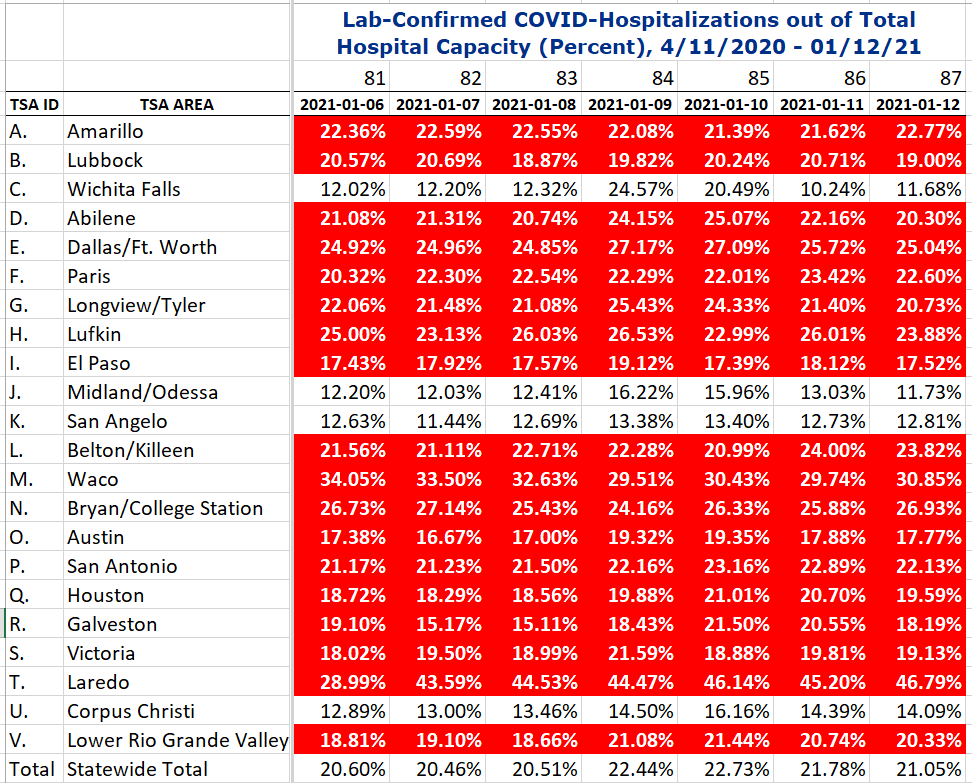 Lab-Confirmed COVID-Hospitalizations out of Total
Hospital Capacity (Percent), 4/11/2020 - 01/12/21
81 82 83 84 85 86 87
TSA ID TSA AREA 2021-01-06 2021-01-07 2021-01-08 2021-01-09 2021-01-10 2021-01-11 2021-01-12
A. Amarillo 22.36% 22.59% 22.55% 22.08% 21.39% 21.62% 22.77%
B. Lubbock 20.57% 20.69% 18.87% 19.82% 20.24% 20.71% 19.00%
C. Wichita Falls 12.02% 12.20% 12.32% 24.57% 20.49% 10.24% 11.68%
D. Abilene 21.08% 21.31% 20.74% 24.15% 25.07% 22.16% 20.30%
E. Dallas/Ft. Worth 24.92% 24.96% 24.85% 27.17% 27.09% 25.72% 25.04%
F. Paris 20.32% 22.30% 22.54% 22.29% 22.01% 23.42% 22.60%
G. Longview/Tyler 22.06% 21.48% 21.08% 25.43% 24.33% 21.40% 20.73%
H. Lufkin 25.00% 23.13% 26.03% 26.53% 22.99% 26.01% 23.88%
I. El Paso 17.43% 17.92% 17.57% 19.12% 17.39% 18.12% 17.52%
J. Midland/Odessa 12.20% 12.03% 12.41% 16.22% 15.96% 13.03% 11.73%
K. San Angelo 12.63% 11.44% 12.69% 13.38% 13.40% 12.73% 12.81%
L. Belton/Killeen 21.56% 21.11% 22.71% 22.28% 20.99% 24.00% 23.82%
M. Waco 34.05% 33.50% 32.63% 29.51% 30.43% 29.74% 30.85%
N. Bryan/College Station 26.73% 27.14% 25.43% 24.16% 26.33% 25.88% 26.93%
O. Austin 17.38% 16.67% 17.00% 19.32% 19.35% 17.88% 17.77%
P. San Antonio 21.17% 21.23% 21.50% 22.16% 23.16% 22.89% 22.13%
Q. Houston 18.72% 18.29% 18.56% 19.88% 21.01% 20.70% 19.59%
R. Galveston 19.10% 15.17% 15.11% 18.43% 21.50% 20.55% 18.19%
S. Victoria 18.02% 19.50% 18.99% 21.59% 18.88% 19.81% 19.13%
T. Laredo 28.99% 43.59% 44.53% 44.47% 46.14% 45.20% 46.79%
U. Corpus Christi 12.89% 13.00% 13.46% 14.50% 16.16% 14.39% 14.09%
V. Lower Rio Grande Valley 18.81% 19.10% 18.66% 21.08% 21.44% 20.74% 20.33%
Total Statewide Total 20.60% 20.46% 20.51% 22.44% 22.73% 21.78% 21.05%